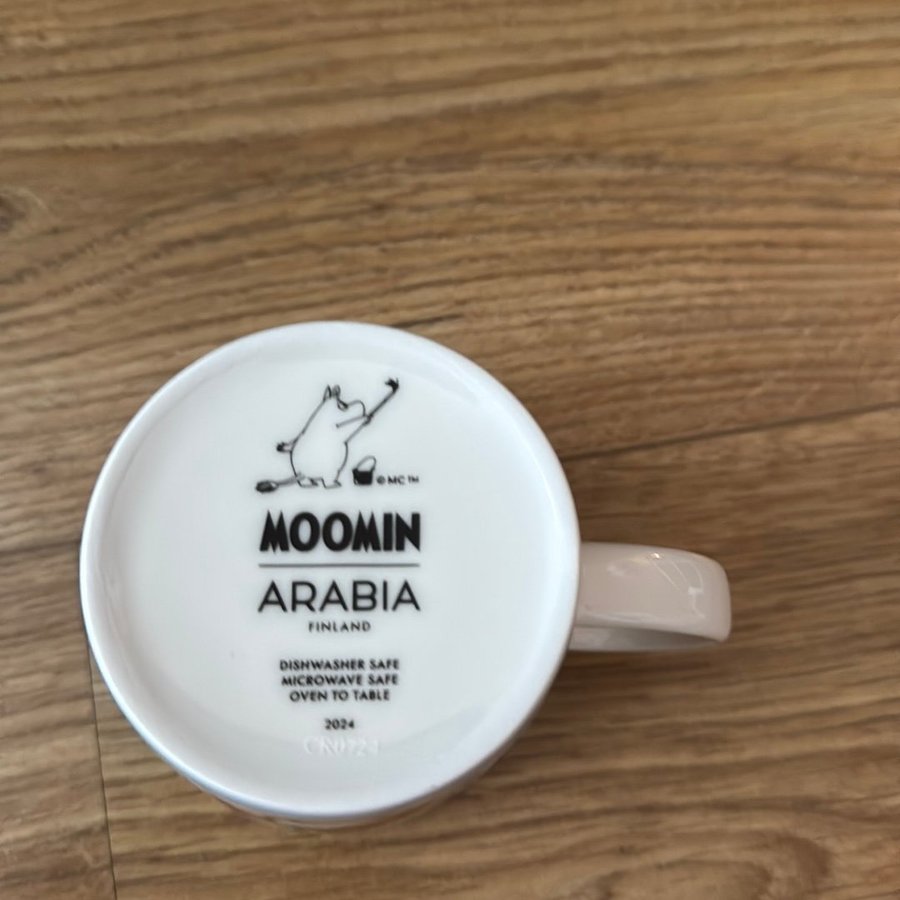 © MC™
MOOMIN
ARABIA
FINLAND
DISHWASHER SAFE
MICROWAVE SAFE
OVEN TO TABLE
2024